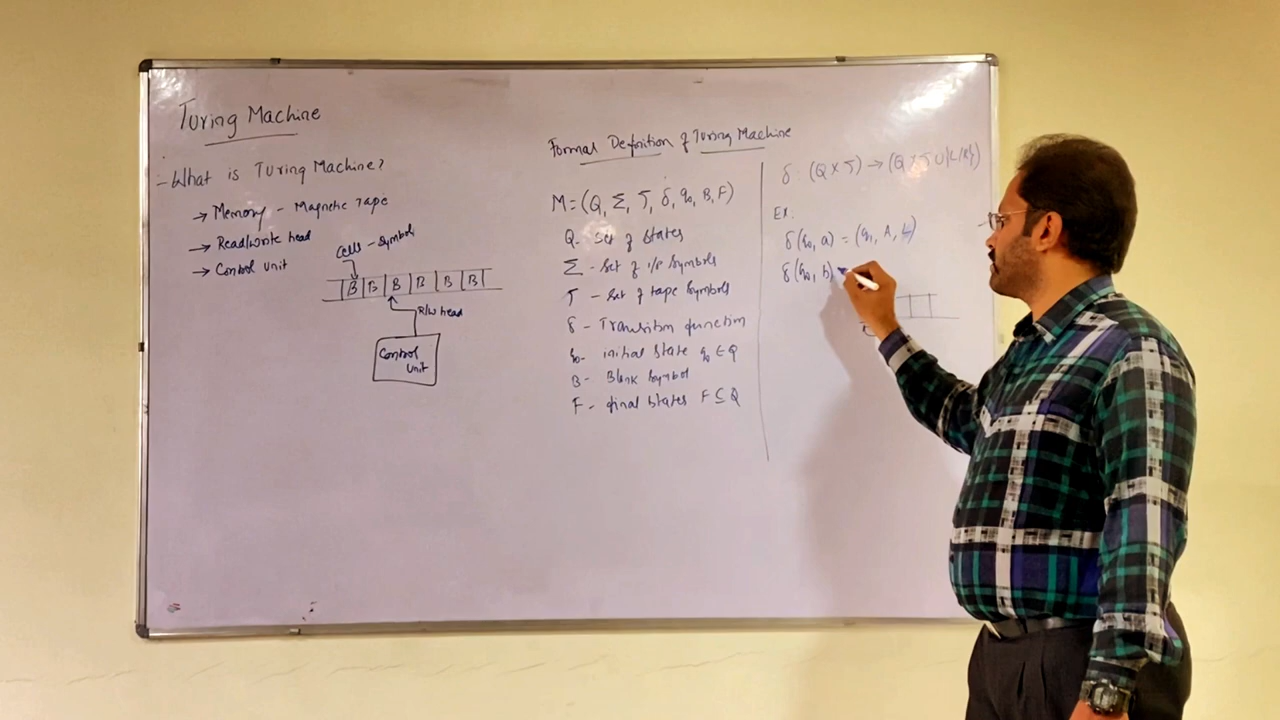 Turing Machine
- What is Turing Machine?
→ Memory - Magnetic Tape
→ Read/Write head
→ Control Unit
Cells - Symbols
B B B B B B
R/W head
Control
Unit
Formal Definition of Turing Machine
M = (Q, Σ, Τ, δ, q₀, B, F)
Q - Set of States
Σ - Set of i/p Symbols
Τ - Set of tape Symbols
δ - Transition function
q₀ - initial State q₀ ∈ Q
B - Blank Symbol
F - final States F ⊆ Q
δ : (Q × Τ) → (Q × Τ ∪ {L/R})
Ex.
δ(q₀, a) = (q₁, A, L)
δ(q₀, b)